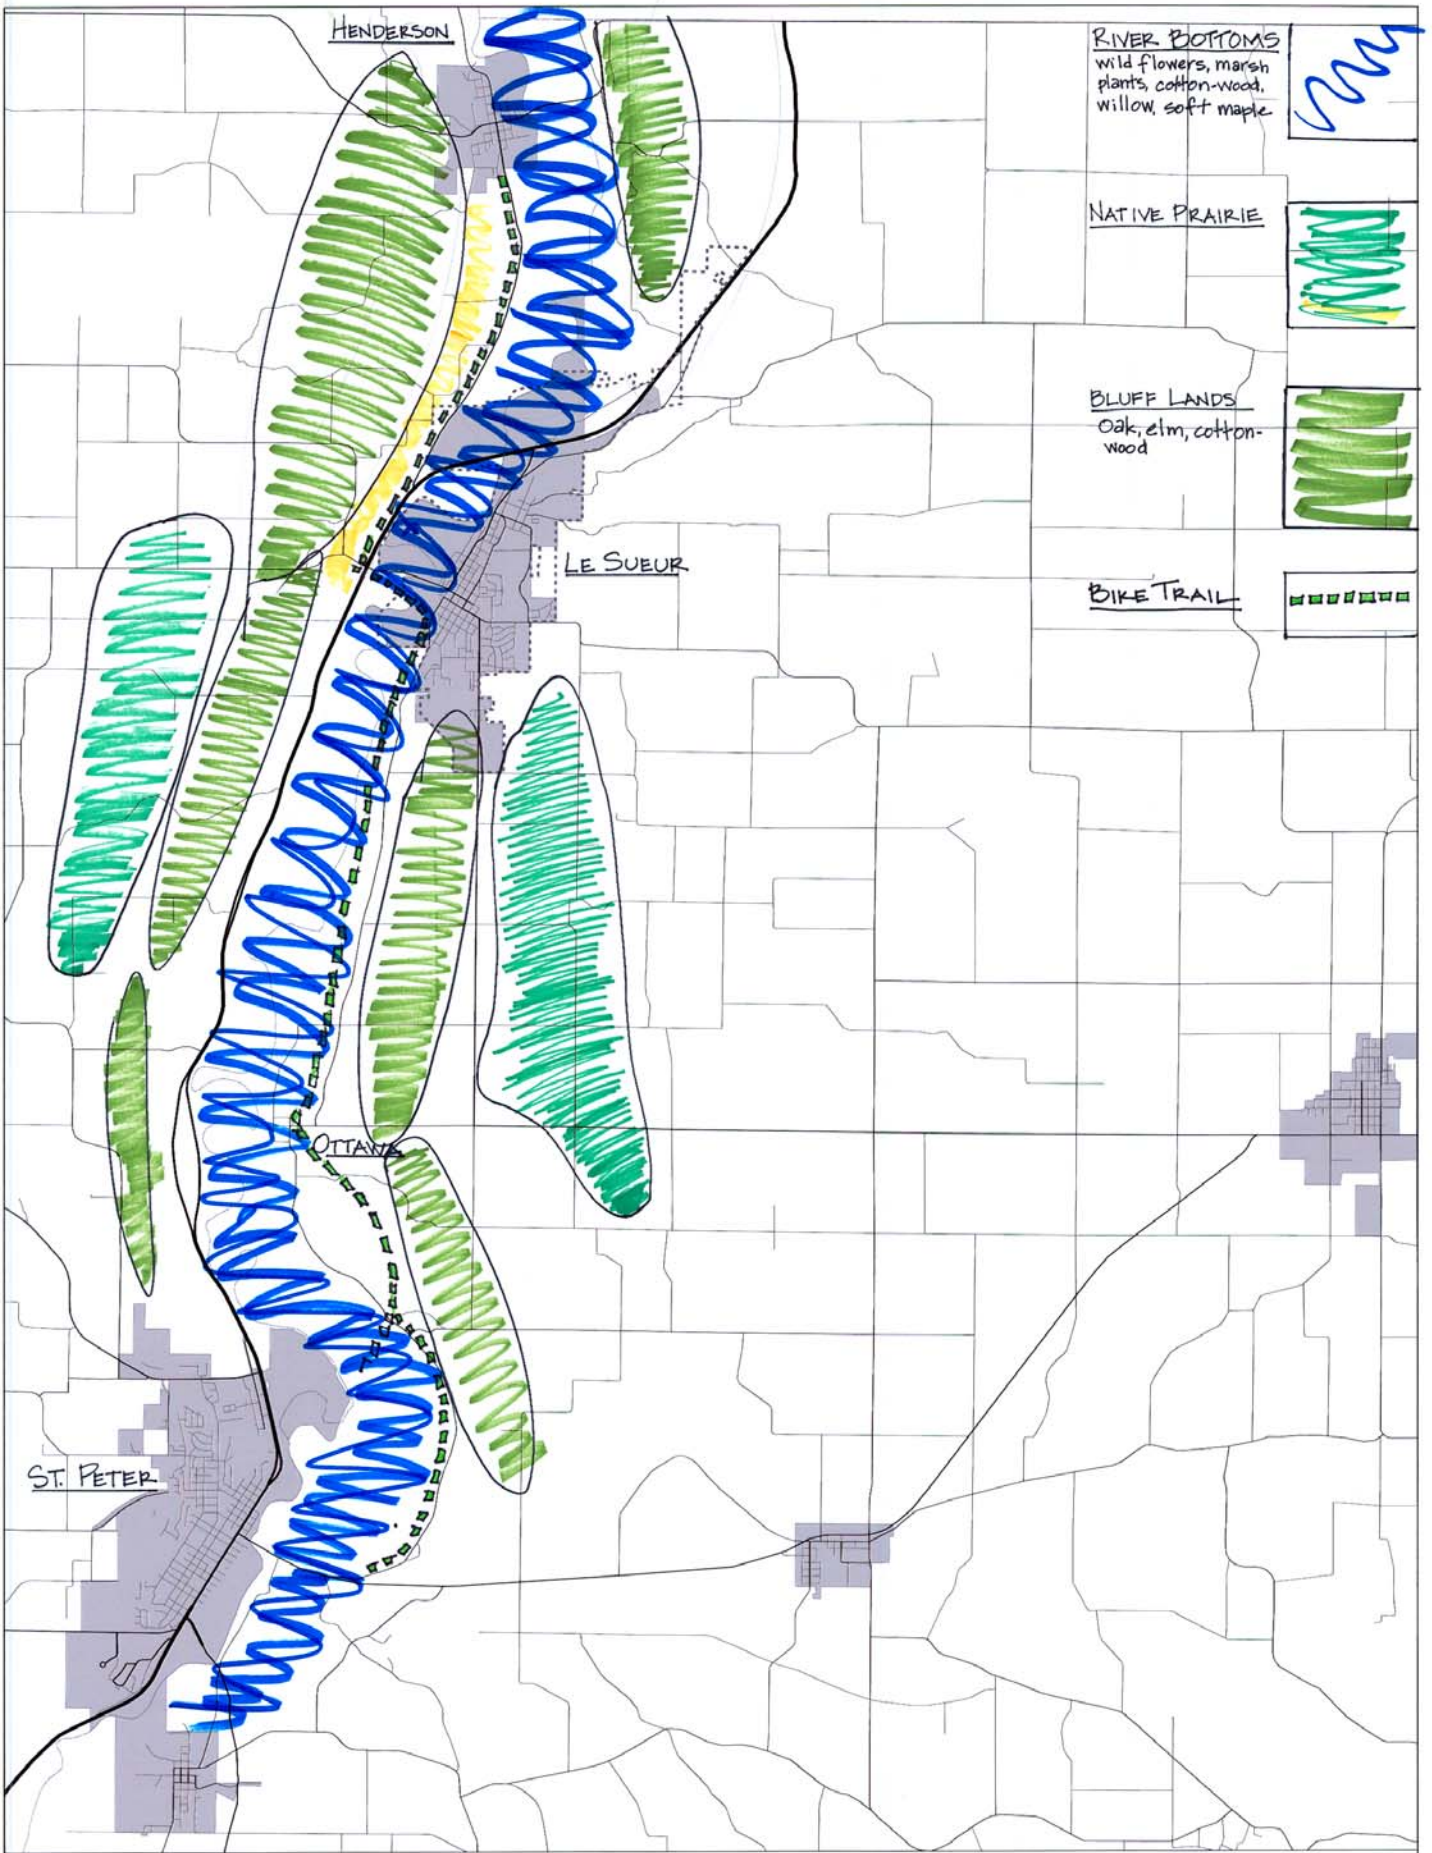 HENDERSON
RIVER BOTTOMS
wild flowers, marsh
plants, cotton-wood,
willow, soft maple
NATIVE PRAIRIE
BLUFF LANDS
Oak, elm, cotton-
wood
LE SUEUR
BIKE TRAIL
OTTAWA
ST. PETER